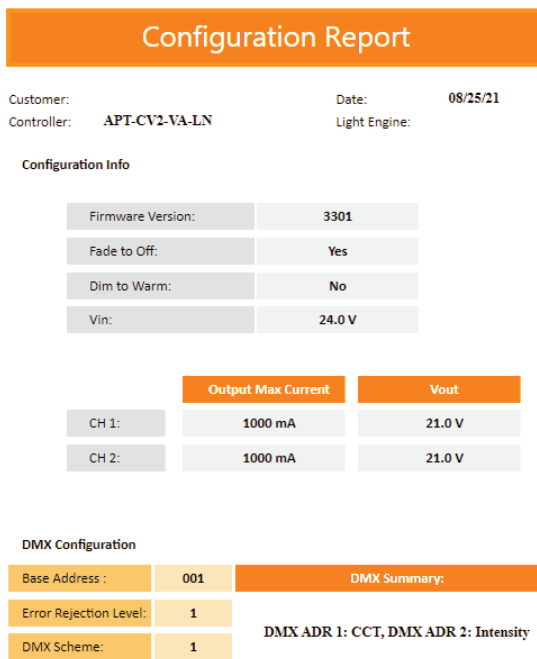 Configuration Report
Customer: Date: 08/25/21
Controller: APT-CV2-VA-LN Light Engine:
Configuration Info
Firmware Version: 3301
Fade to Off: Yes
Dim to Warm: No
Vin: 24.0 V
Output Max Current Vout
CH 1: 1000 mA 21.0 V
CH 2: 1000 mA 21.0 V
DMX Configuration
Base Address : 001 DMX Summary:
Error Rejection Level: 1
DMX ADR 1: CCT, DMX ADR 2: Intensity
DMX Scheme: 1